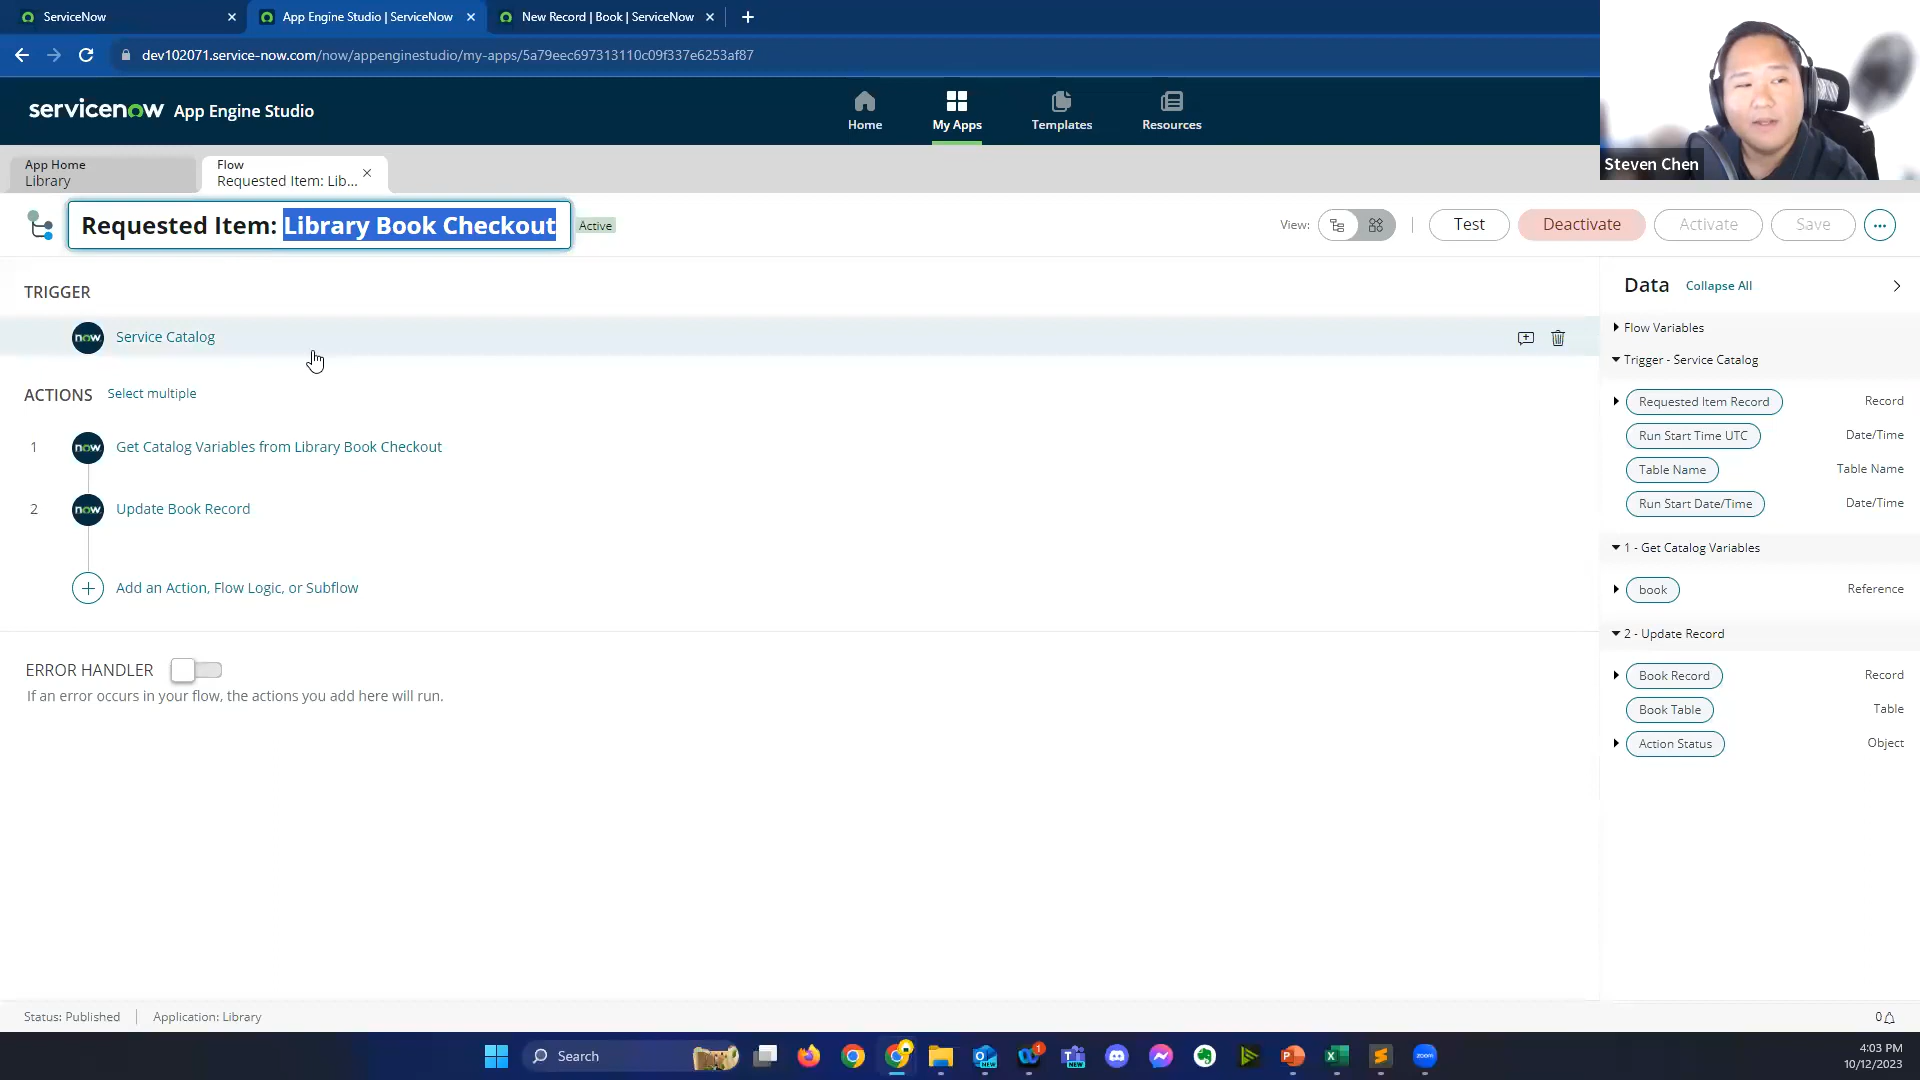 ServiceNow
App Engine Studio | ServiceNow
New Record | Book | ServiceNow
dev102071.service-now.com/now/appenginestudio/my-apps/5a79eec697313110c09f337e6253af87
servicenow App Engine Studio
Home
My Apps
Templates
Resources
Steven Chen
App Home
Library
Flow
Requested Item: Lib...
Requested Item: Library Book Checkout
Active
View:
Test
Deactivate
Activate
Save
TRIGGER
now Service Catalog
ACTIONS Select multiple
1 now Get Catalog Variables from Library Book Checkout
2 now Update Book Record
Add an Action, Flow Logic, or Subflow
ERROR HANDLER
If an error occurs in your flow, the actions you add here will run.
Data Collapse All
Flow Variables
Trigger - Service Catalog
Requested Item Record Record
Run Start Time UTC Date/Time
Table Name Table Name
Run Start Date/Time Date/Time
1 - Get Catalog Variables
book Reference
2 - Update Record
Book Record Record
Book Table Table
Action Status Object
Status: Published
Application: Library
0
Search
4:03 PM
10/12/2023